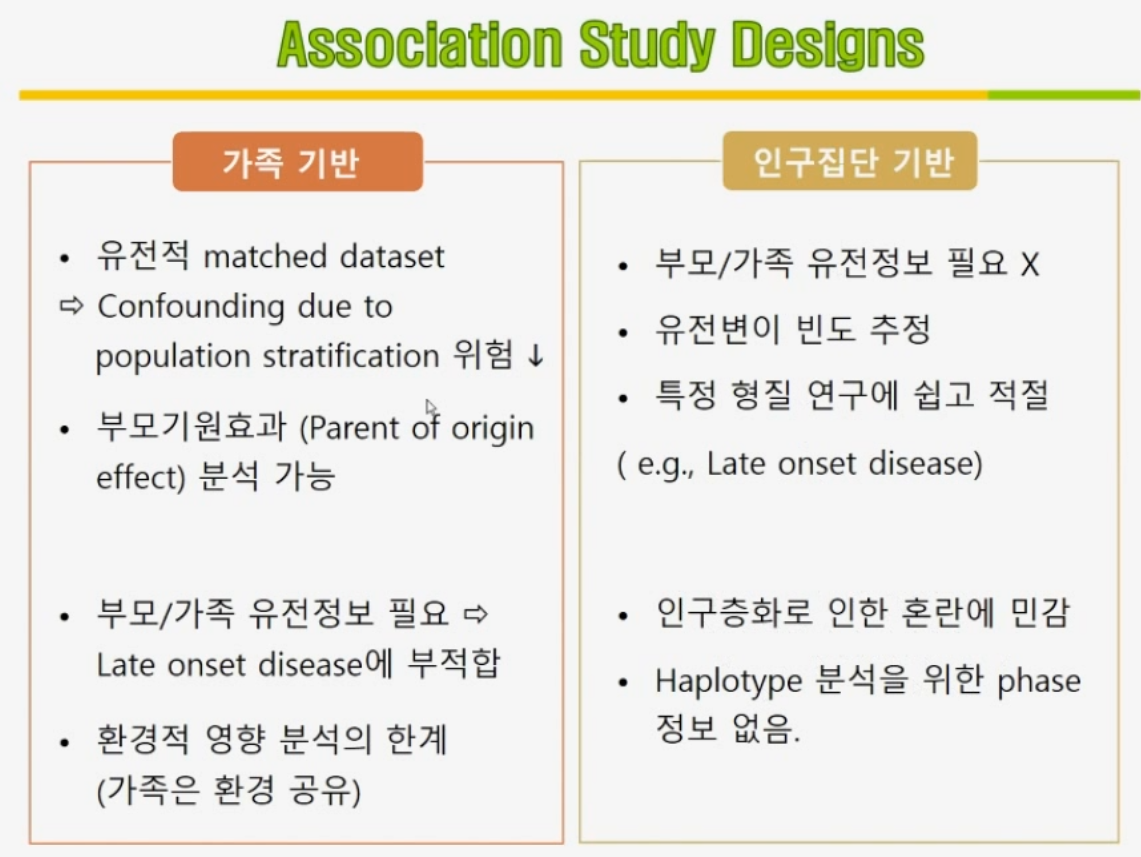 Association Study Designs
가족 기반
• 유전적 matched dataset
⇨ Confounding due to
population stratification 위험 ↓
• 부모기원효과 (Parent of origin
effect) 분석 가능
• 부모/가족 유전정보 필요 ⇨
Late onset disease에 부적합
• 환경적 영향 분석의 한계
(가족은 환경 공유)
인구집단 기반
• 부모/가족 유전정보 필요 X
• 유전변이 빈도 추정
• 특정 형질 연구에 쉽고 적절
( e.g., Late onset disease)
• 인구층화로 인한 혼란에 민감
• Haplotype 분석을 위한 phase
정보 없음.